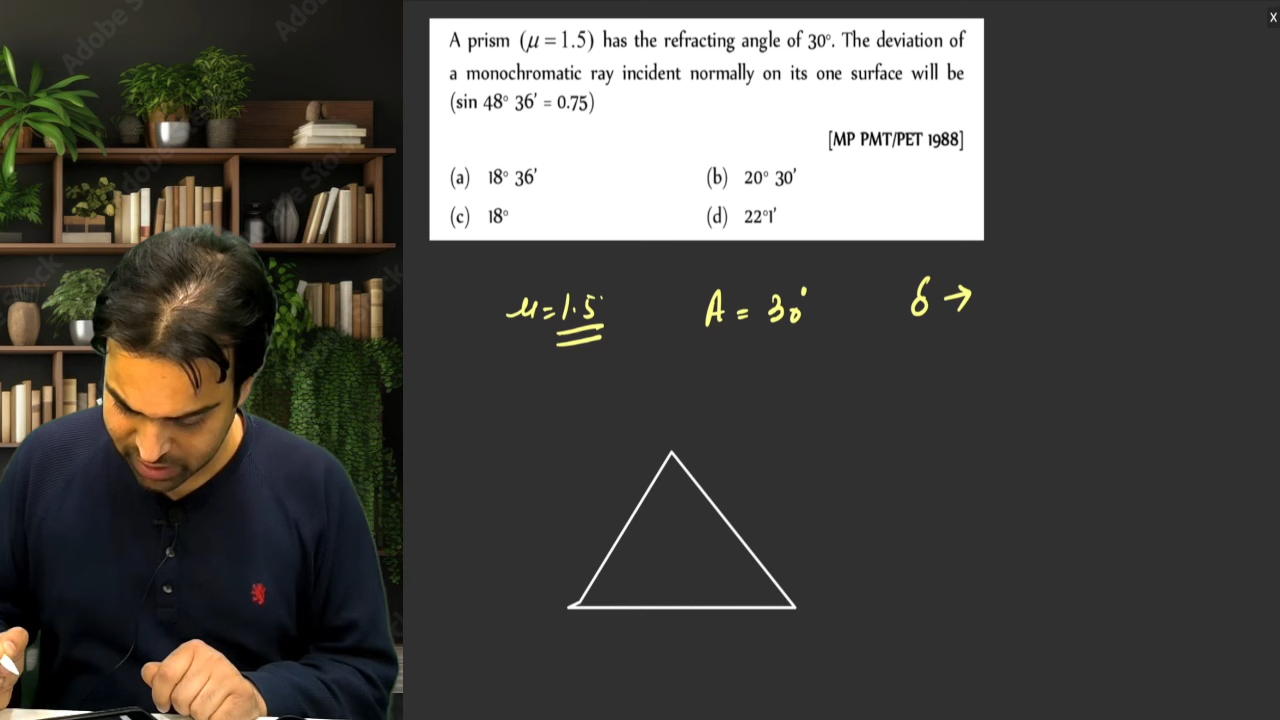 A prism (μ = 1.5) has the refracting angle of 30°. The deviation of
a monochromatic ray incident normally on its one surface will be
(sin 48° 36' = 0.75)
[MP PMT/PET 1988]
(a) 18° 36' (b) 20° 30'
(c) 18° (d) 22°1'
μ = 1.5 A = 30° δ →
X
Adobe Stock